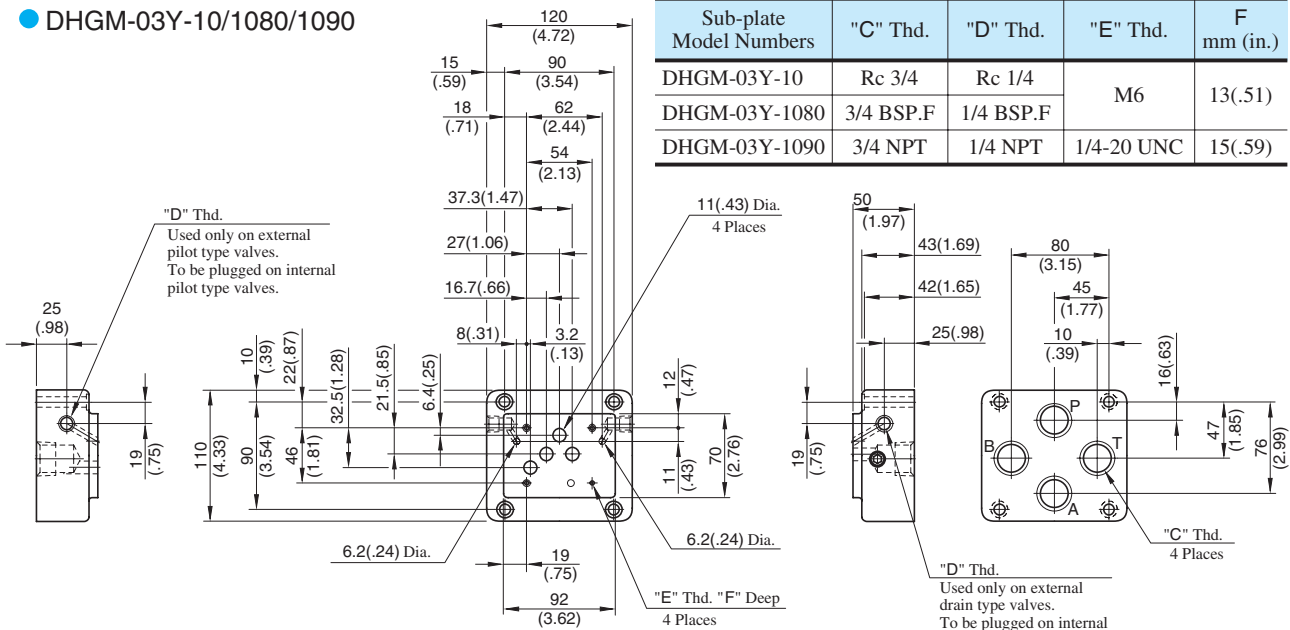 DHGM-03Y-10/1080/1090
Sub-plate Model Numbers "C" Thd. "D" Thd. "E" Thd. F mm (in.)
DHGM-03Y-10 Rc 3/4 Rc 1/4 M6 13(.51)
DHGM-03Y-1080 3/4 BSP.F 1/4 BSP.F
DHGM-03Y-1090 3/4 NPT 1/4 NPT 1/4-20 UNC 15(.59)
"D" Thd.
Used only on external
pilot type valves.
To be plugged on internal
pilot type valves.
25
(.98)
19
(.75)
120
(4.72)
15
(.59)
90
(3.54)
18
(.71)
62
(2.44)
54
(2.13)
37.3(1.47)
27(1.06)
16.7(.66)
8(.31)
3.2
(.13)
11(.43) Dia.
4 Places
10
(.39)
22(.87)
32.5(1.28)
21.5(.85)
6.4(.25)
110
(4.33)
90
(3.54)
46
(1.81)
12
(.47)
11
(.43)
70
(2.76)
6.2(.24) Dia.
6.2(.24) Dia.
19
(.75)
92
(3.62)
"E" Thd. "F" Deep
4 Places
50
(1.97)
43(1.69)
42(1.65)
25(.98)
19
(.75)
80
(3.15)
45
(1.77)
10
(.39)
16(.63)
47
(1.85)
76
(2.99)
P
B
T
A
"C" Thd.
4 Places
"D" Thd.
Used only on external
drain type valves.
To be plugged on internal